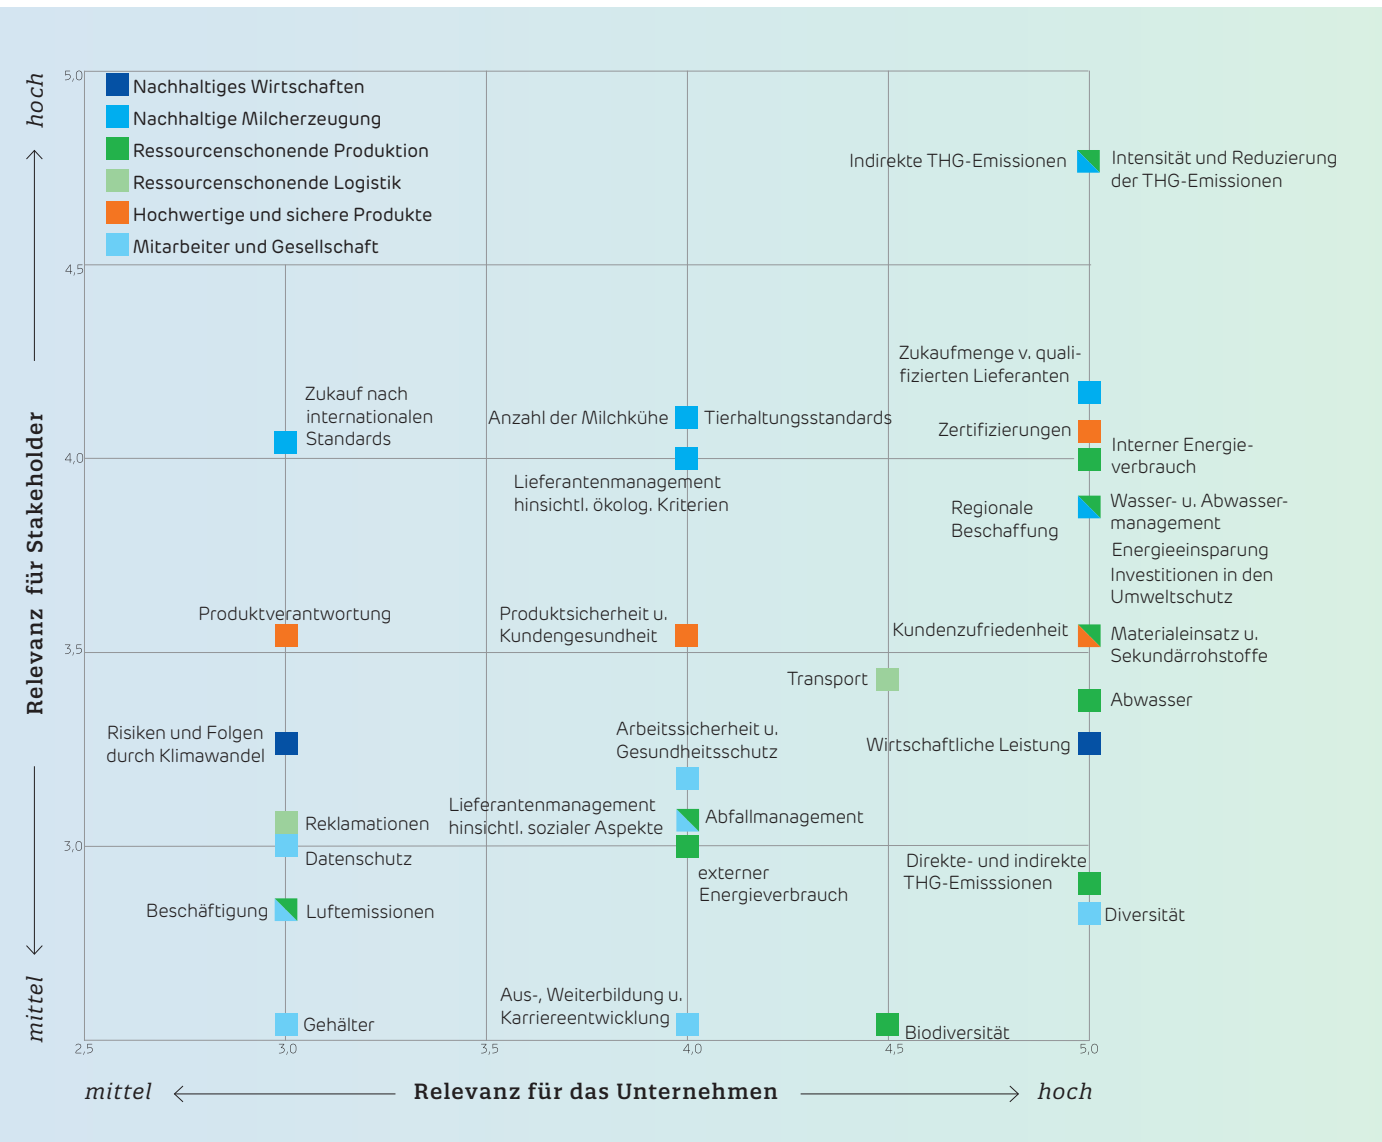 hoch
Relevanz für Stakeholder
mittel
5,0
4,5
4,0
3,5
3,0
Nachhaltiges Wirtschaften
Nachhaltige Milcherzeugung
Ressourcenschonende Produktion
Ressourcenschonende Logistik
Hochwertige und sichere Produkte
Mitarbeiter und Gesellschaft
Indirekte THG-Emissionen
Intensität und Reduzierung
der THG-Emissionen
Zukaufmenge v. quali-
fizierten Lieferanten
Zukauf nach
internationalen
Standards
Anzahl der Milchkühe
Tierhaltungsstandards
Zertifizierungen
Interner Energie-
verbrauch
Lieferantenmanagement
hinsichtl. ökolog. Kriterien
Regionale
Beschaffung
Wasser- u. Abwasser-
management
Energieeinsparung
Investitionen in den
Umweltschutz
Produktverantwortung
Produktsicherheit u.
Kundengesundheit
Kundenzufriedenheit
Materialeinsatz u.
Sekundärrohstoffe
Transport
Abwasser
Risiken und Folgen
durch Klimawandel
Arbeitssicherheit u.
Gesundheitsschutz
Wirtschaftliche Leistung
Lieferantenmanagement
hinsichtl. sozialer Aspekte
Abfallmanagement
Reklamationen
Datenschutz
externer
Energieverbrauch
Direkte- und indirekte
THG-Emisssionen
Beschäftigung
Luftemissionen
Diversität
Aus-, Weiterbildung u.
Karriereentwicklung
Gehälter
Biodiversität
2,5
3,0
3,5
4,0
4,5
5,0
mittel
Relevanz für das Unternehmen
hoch